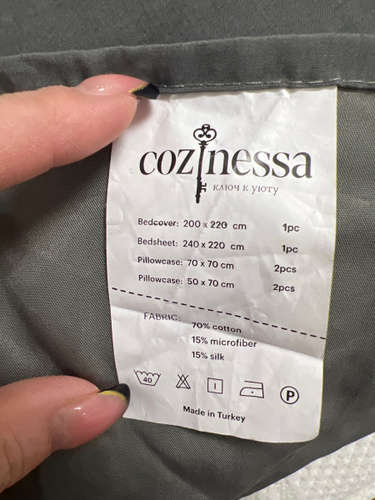 cozinessa
ключ к уюту
Bedcover: 200 x 220 cm 1pc
Bedsheet: 240 x 220 cm 1pc
Pillowcase: 70 x 70 cm 2pcs
Pillowcase: 50 x 70 cm 2pcs
FABRIC: 70% cotton
15% microfiber
15% silk
40 P
Made in Turkey